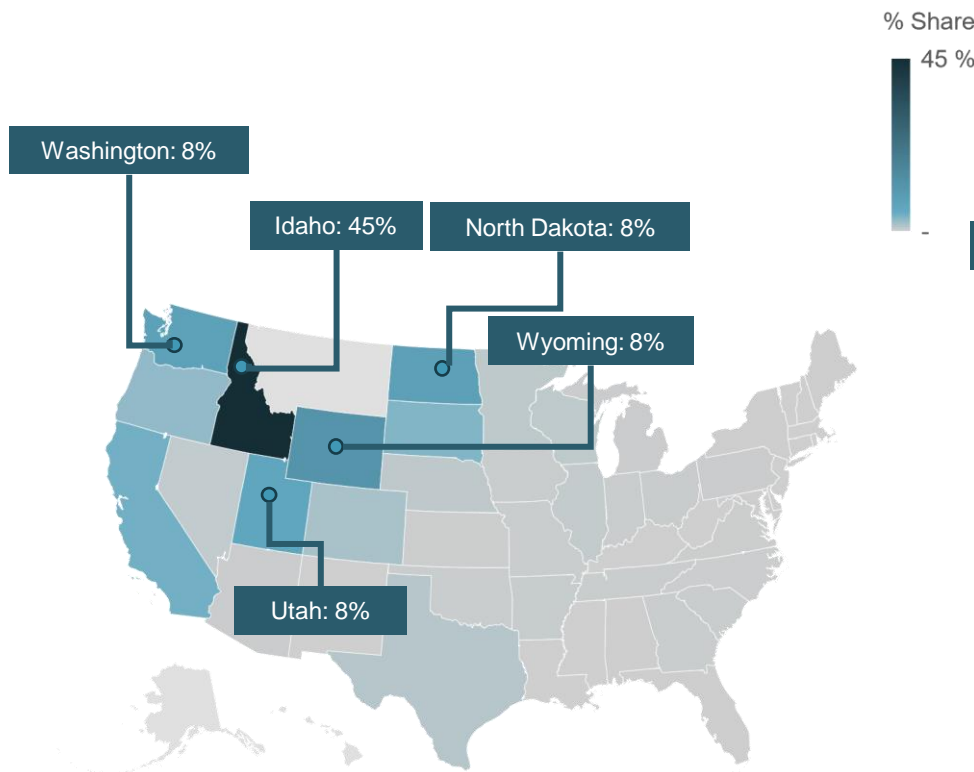 % Share
45 %
Washington: 8%
Idaho: 45%
North Dakota: 8%
-
Wyoming: 8%
Utah: 8%